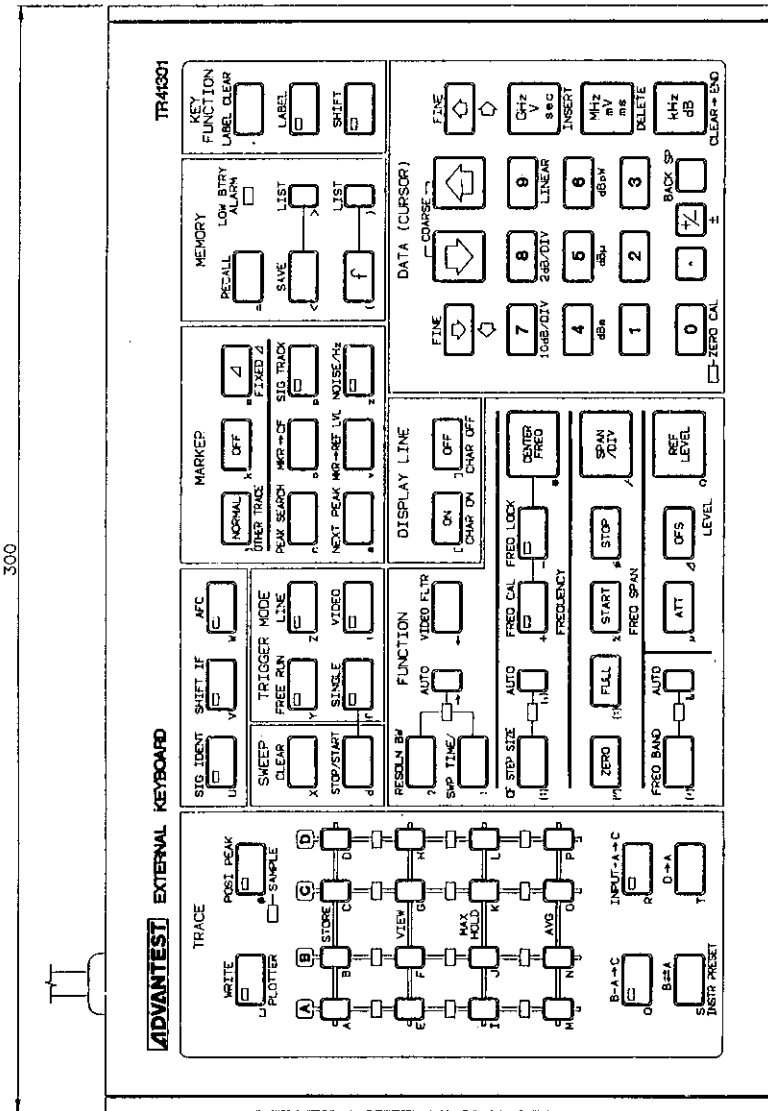 300
ADVANTEST EXTERNAL KEYBOARD
TR41301
TRACE
WRITE
POSI PEAK
PLOTTER
SAMPLE
A
B
C
D
STORE
A
B
C
D
VIEW
E
F
G
H
MAX
HOLD
I
J
K
L
AVG
M
N
O
P
B-A→C
INPUT-A→C
Q
R
B⇄A
D→A
S
T
INSTR PRESET
SIG IDENT
SHIFT IF
AFC
U
V
W
SWEEP
CLEAR
X
STOP/START
TRIGGER MODE
FREE RUN
LINE
Y
Z
SINGLE
VIDEO
FUNCTION
RESOLN BW
AUTO
VIDEO FLTR
SWP TIME/
CF STEP SIZE
AUTO
FREQ CAL
FREQ LOCK
CENTER
FREQ
FREQUENCY
ZERO
FULL
START
STOP
SPAN
/DIV
FREQ SPAN
FREQ BAND
AUTO
ATT
OFS
REF
LEVEL
LEVEL
MARKER
NORMAL
OFF
⊿
OTHER TRACE
FIXED ⊿
PEAK SEARCH
MKR→CF
SIG TRACK
NEXT PEAK
MKR→REF LVL
NOISE/Hz
DISPLAY LINE
ON
OFF
[
]
CHAR ON
CHAR OFF
MEMORY
RECALL
LOW BTRY
ALARM
=
SAVE
LIST
<
>
f
LIST
(
)
KEY
FUNCTION
LABEL CLEAR
LABEL
SHIFT
DATA (CURSOR)
FINE
COARSE
FINE
7
8
9
GHz
V
sec
10dB/DIV
2dB/DIV
LINEAR
INSERT
4
5
6
MHz
mV
ms
dBm
dBμ
dBpW
DELETE
1
2
3
kHz
dB
BACK SP
0
.
+/-
±
ZERO CAL
CLEAR→END